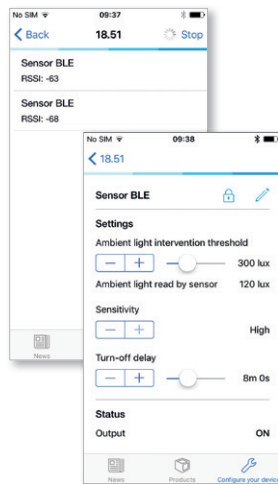 No SIM 09:37
Back 18.51 Stop
Sensor BLE
RSSI: -63
Sensor BLE
RSSI: -68
News
No SIM 09:38
18.51
Sensor BLE
Settings
Ambient light intervention threshold
− + 300 lux
Ambient light read by sensor 120 lux
Sensitivity
− + High
Turn-off delay
− + 8m 0s
Status
Output ON
News Products Configure your device